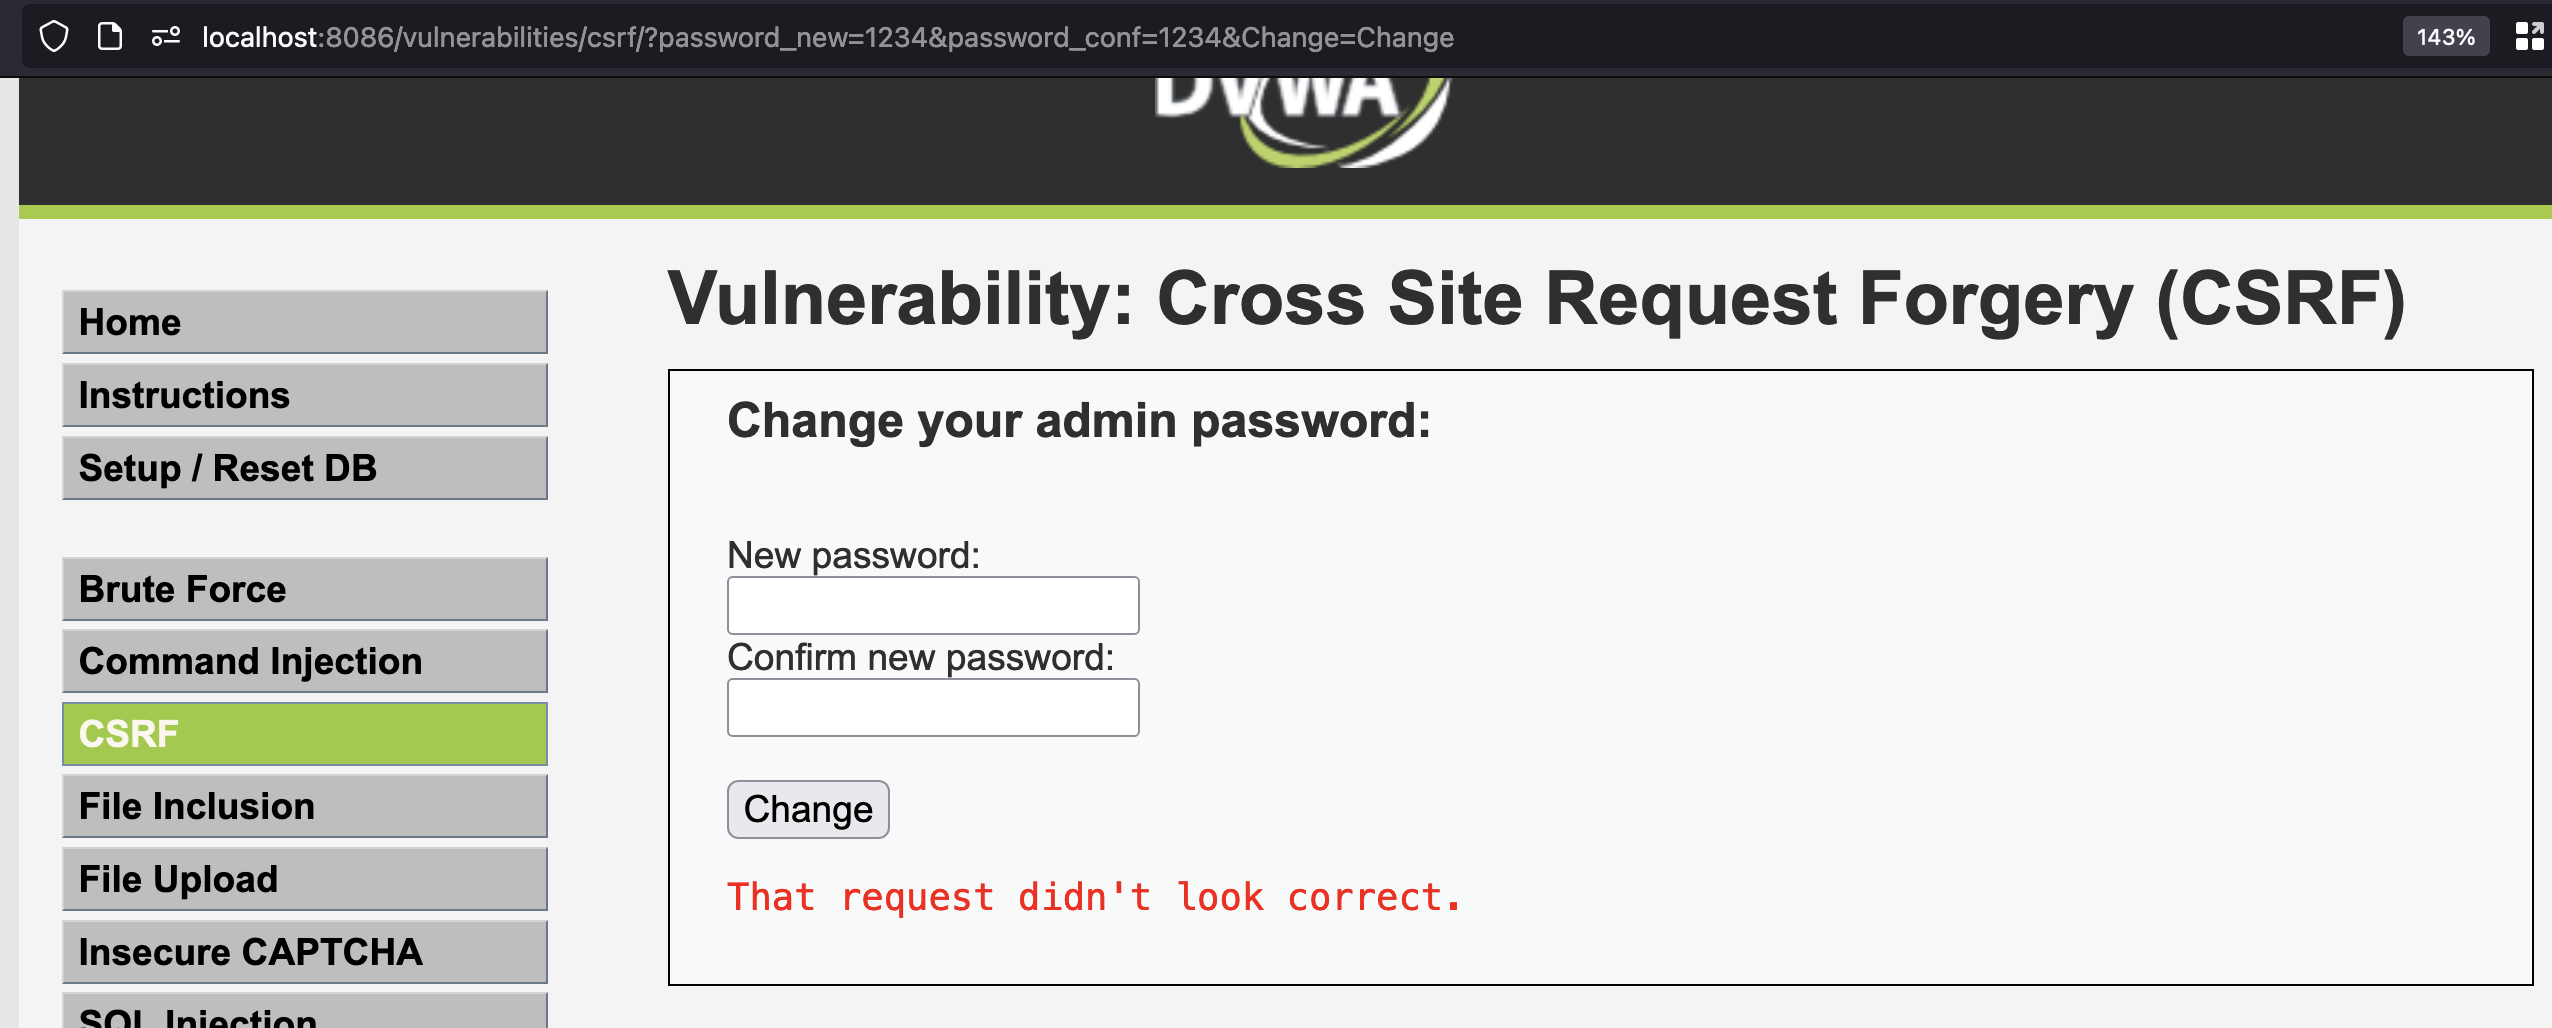 localhost:8086/vulnerabilities/csrf/?password_new=1234&password_conf=1234&Change=Change
143%
DVWA
Vulnerability: Cross Site Request Forgery (CSRF)
Home
Instructions
Setup / Reset DB
Brute Force
Command Injection
CSRF
File Inclusion
File Upload
Insecure CAPTCHA
SQL Injection
Change your admin password:
New password:
Confirm new password:
Change
That request didn't look correct.